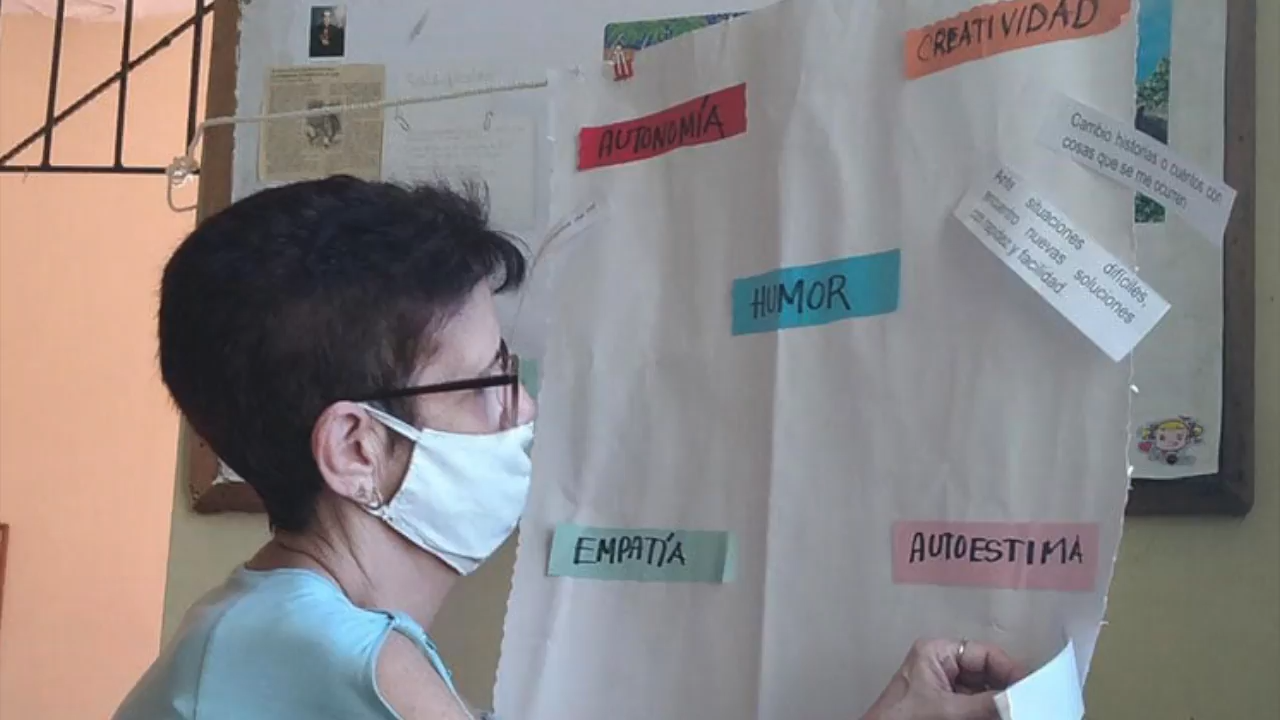 CREATIVIDAD
AUTONOMÍA
Cambio historias o cuentos con
cosas que se me ocurren.
Ante situaciones difíciles,
encuentro nuevas soluciones
con rapidez y facilidad.
HUMOR
EMPATÍA
AUTOESTIMA